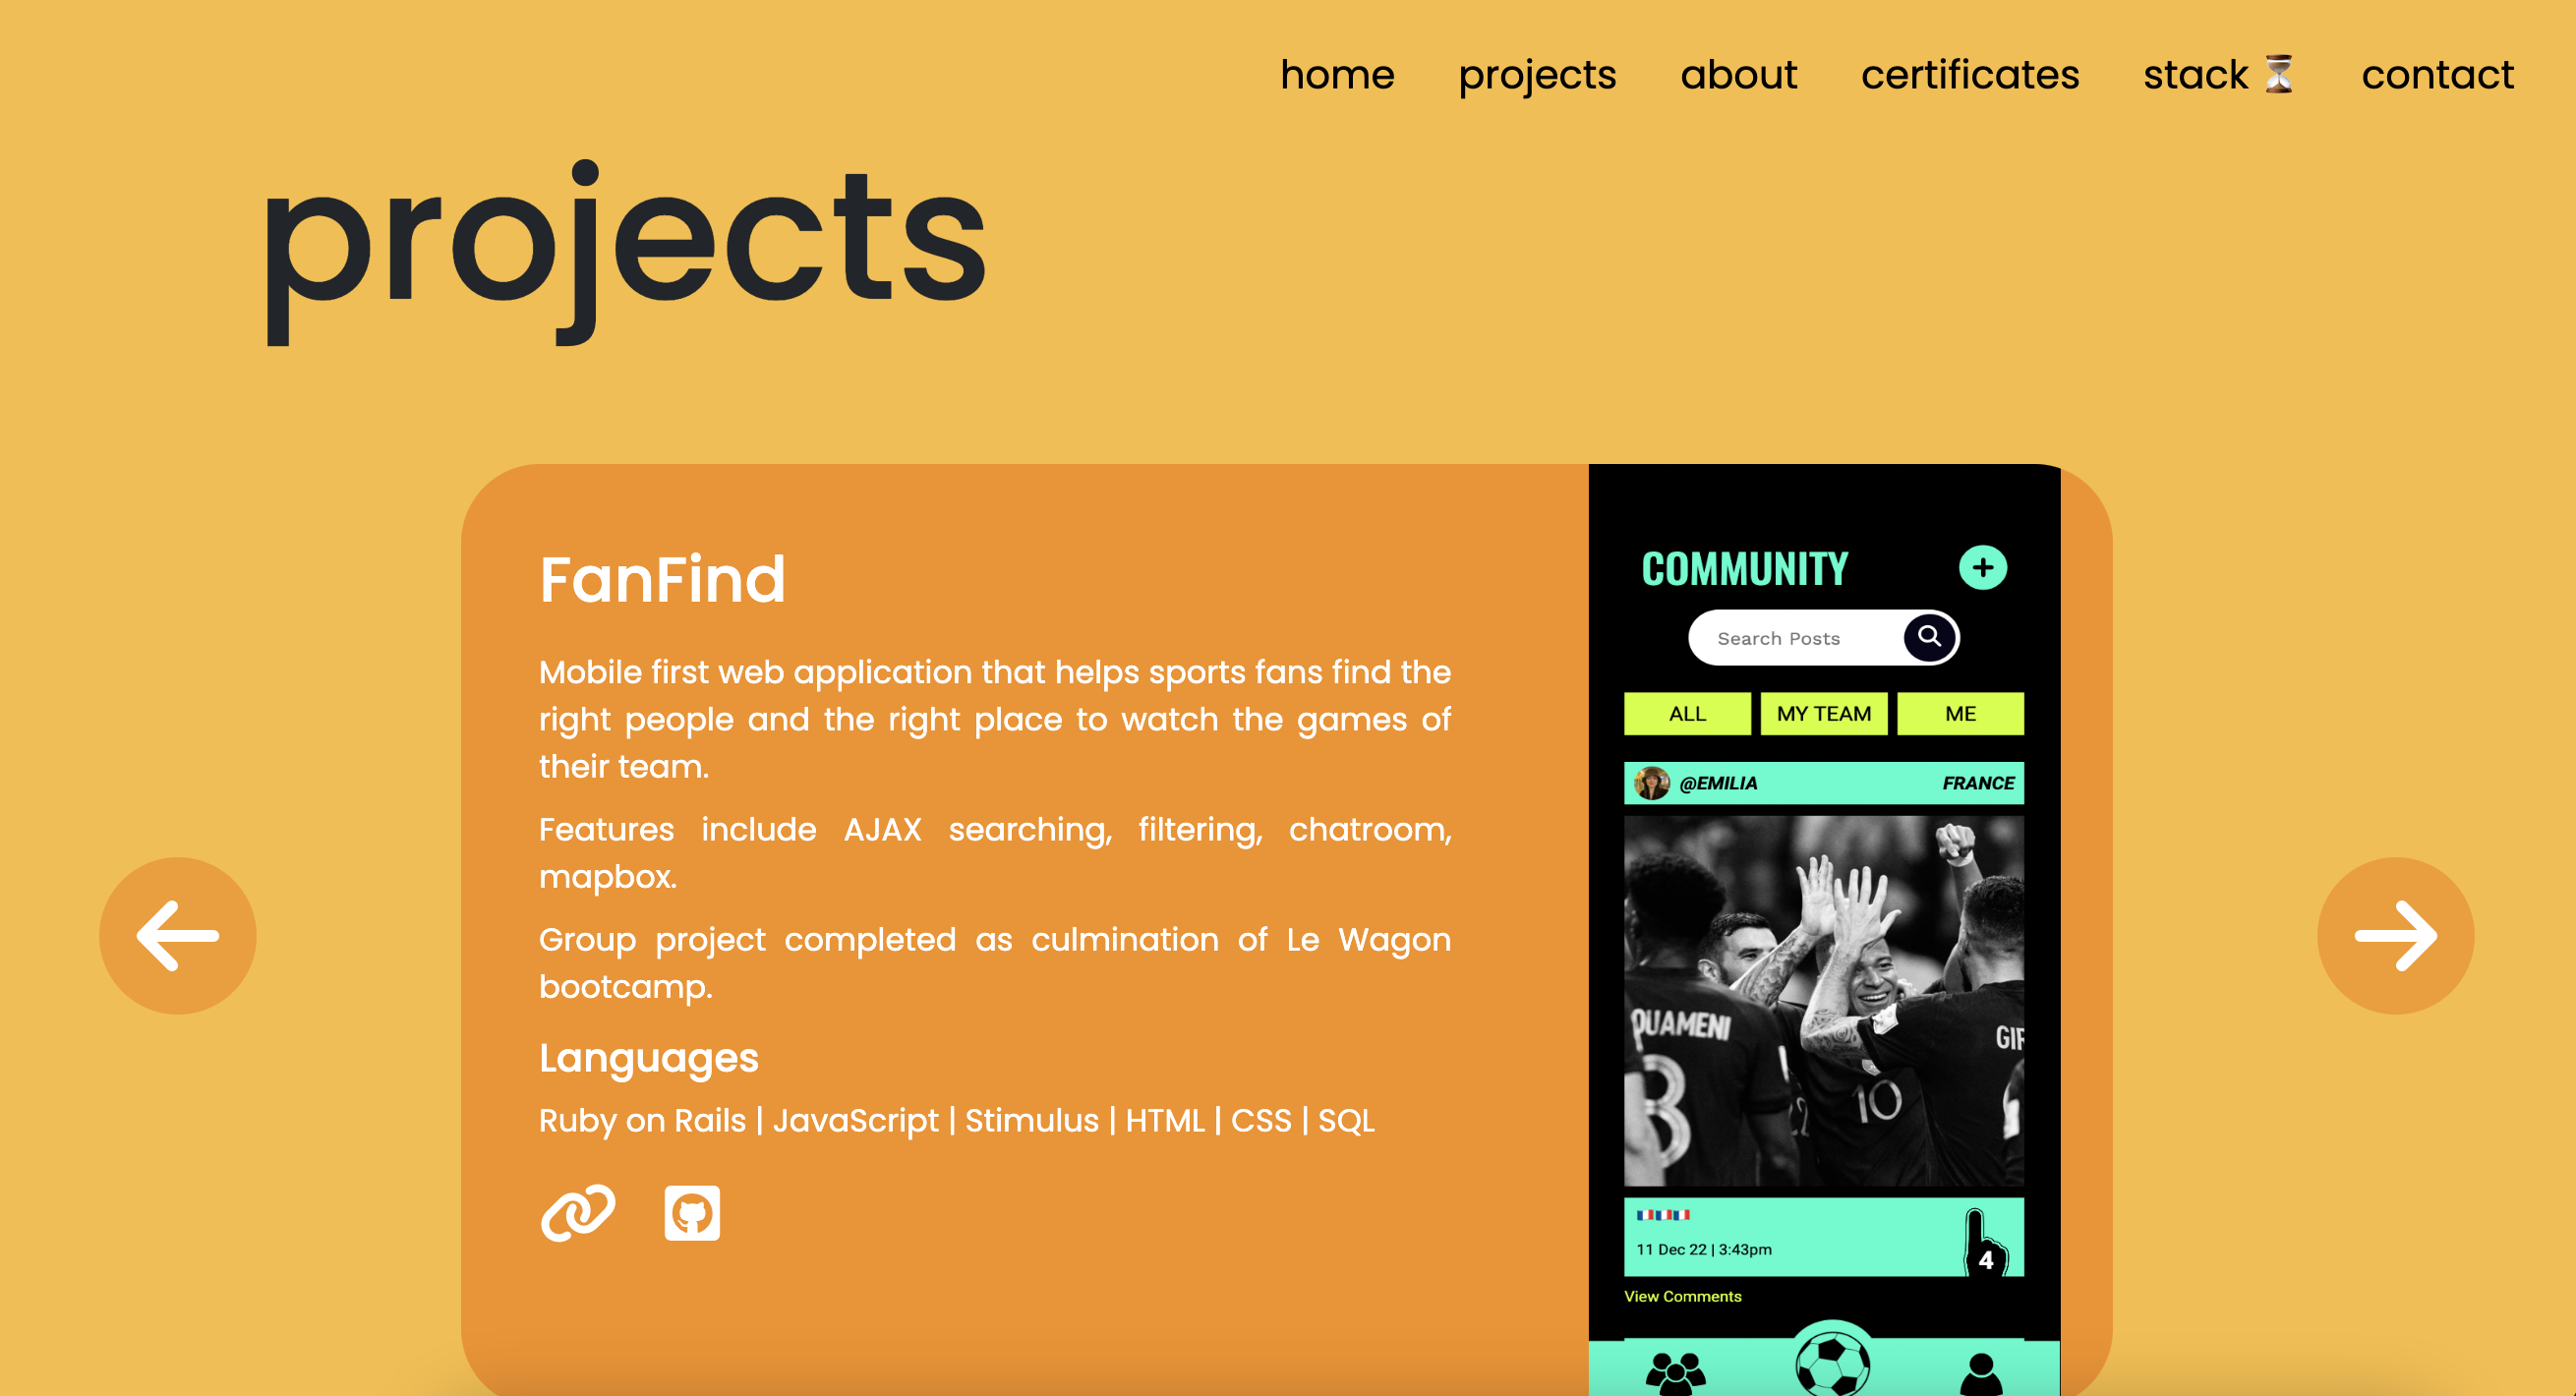 home projects about certificates stack ⏳ contact
projects
FanFind
Mobile first web application that helps sports fans find the
right people and the right place to watch the games of
their team.
Features include AJAX searching, filtering, chatroom,
mapbox.
Group project completed as culmination of Le Wagon
bootcamp.
Languages
Ruby on Rails | JavaScript | Stimulus | HTML | CSS | SQL
COMMUNITY
Search Posts
ALL MY TEAM ME
@EMILIA FRANCE
OUAMENI
GIR
8
10
🇫🇷🇫🇷🇫🇷
11 Dec 22 | 3:43pm
4
View Comments